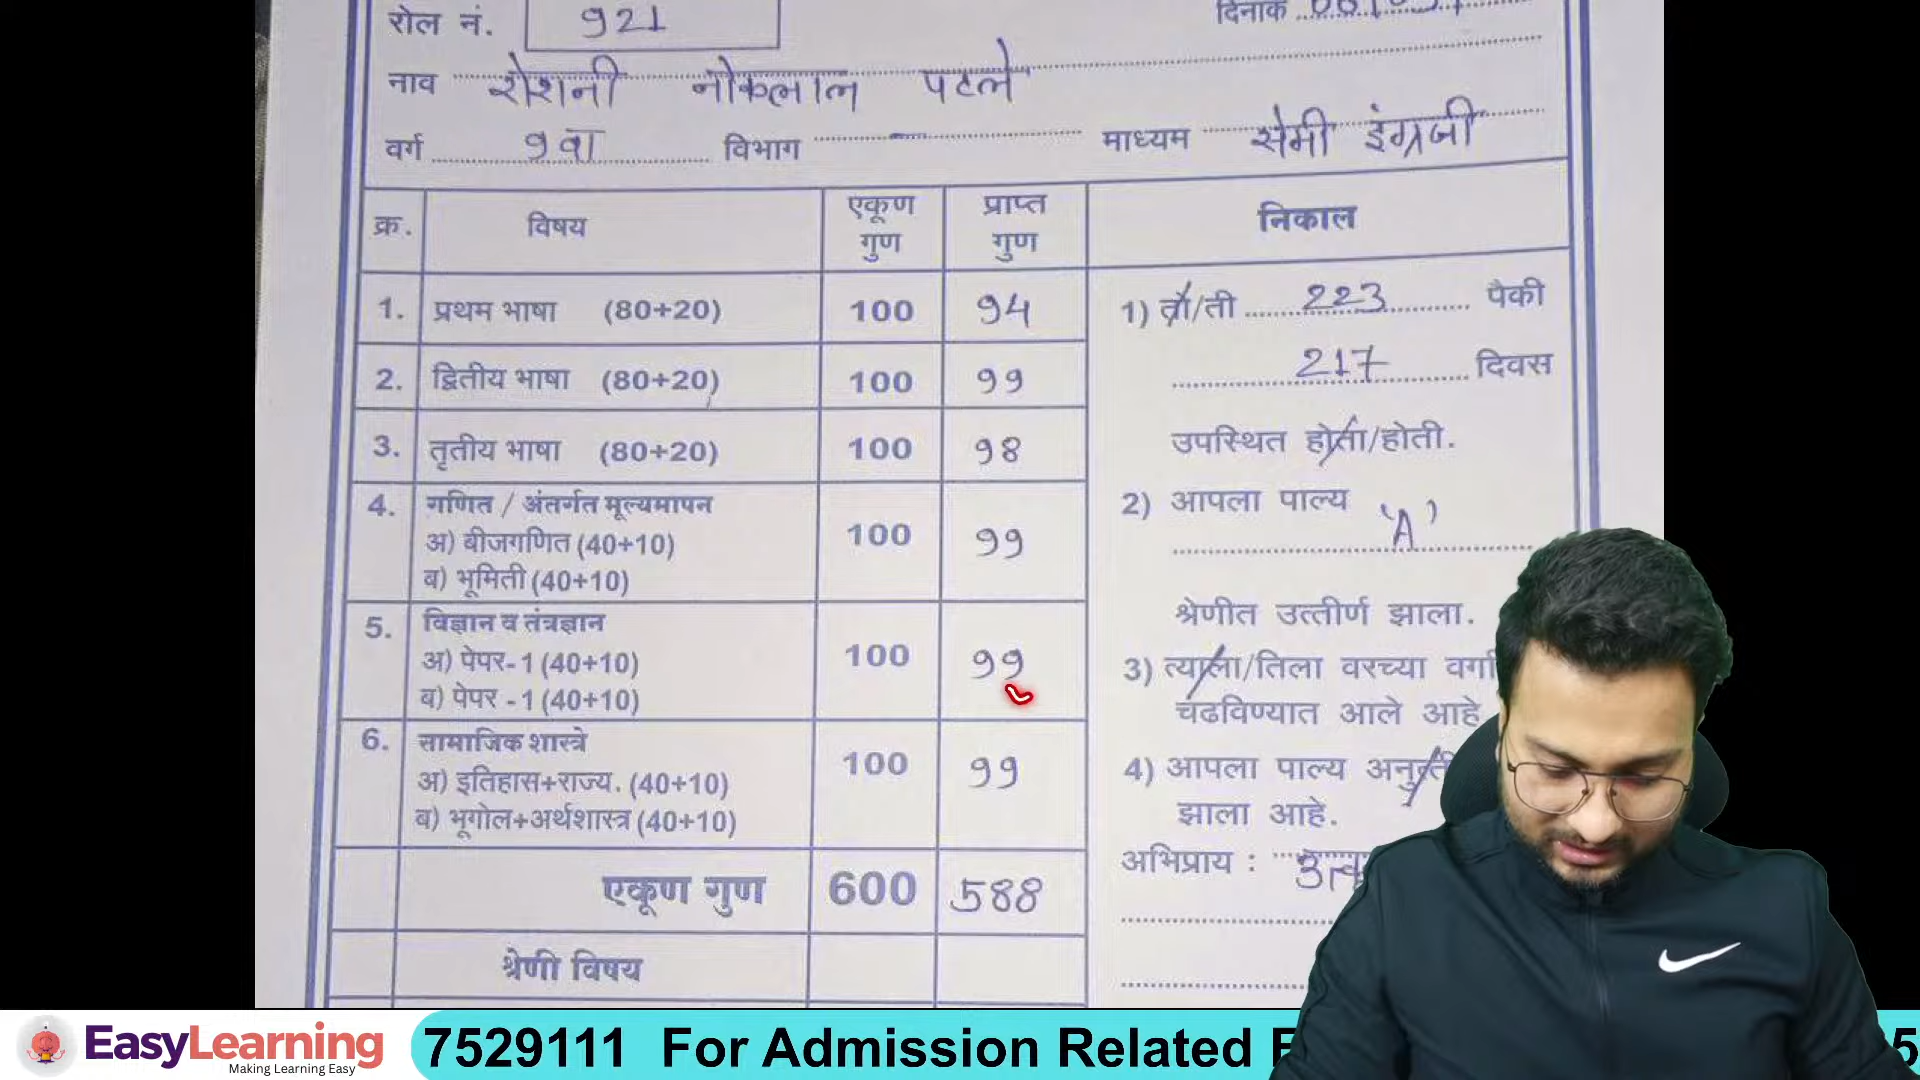 रोल नं. 921
दिनांक
नाव रोशनी नोकलाल पटले
वर्ग 9वा विभाग - माध्यम सेमी इंग्रजी
क्र. विषय एकूण गुण प्राप्त गुण निकाल
1. प्रथम भाषा (80+20) 100 94
2. द्वितीय भाषा (80+20) 100 99
3. तृतीय भाषा (80+20) 100 98
4. गणित / अंतर्गत मूल्यमापन
अ) बीजगणित (40+10) 100 99
ब) भूमिती (40+10)
5. विज्ञान व तंत्रज्ञान
अ) पेपर-1 (40+10) 100 99
ब) पेपर -1 (40+10)
6. सामाजिक शास्त्रे
अ) इतिहास+राज्य. (40+10) 100 99
ब) भूगोल+अर्थशास्त्र (40+10)
एकूण गुण 600 588
श्रेणी विषय
1) तो/ती 223 पैकी
217 दिवस
उपस्थित होता/होती.
2) आपला पाल्य 'A'
श्रेणीत उत्तीर्ण झाला.
3) त्याला/तिला वरच्या
चढविण्यात आले आहे
4) आपला पाल्य
झाला आहे.
अभिप्राय :
EasyLearning
Making Learning Easy
7529111 For Admission Related